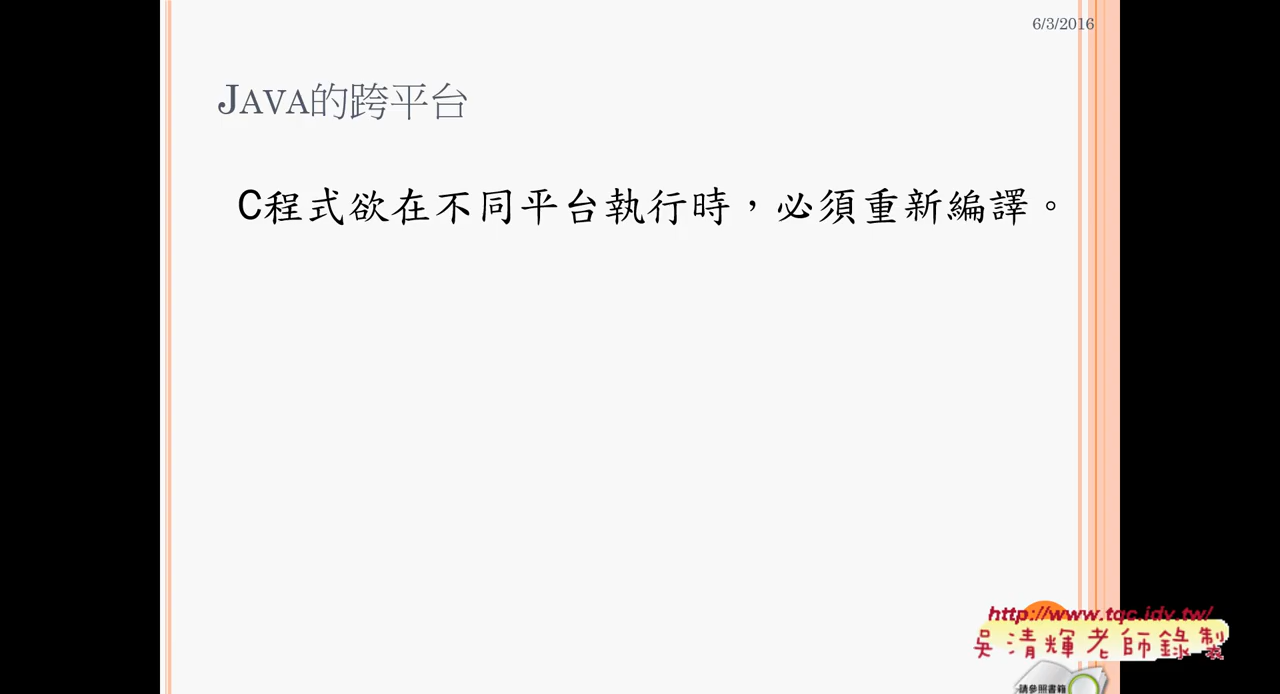 6/3/2016
JAVA的跨平台
C程式欲在不同平台執行時，必須重新編譯。
http://www.tqc.idv.tw/
吳清輝老師錄製
請參照書籍